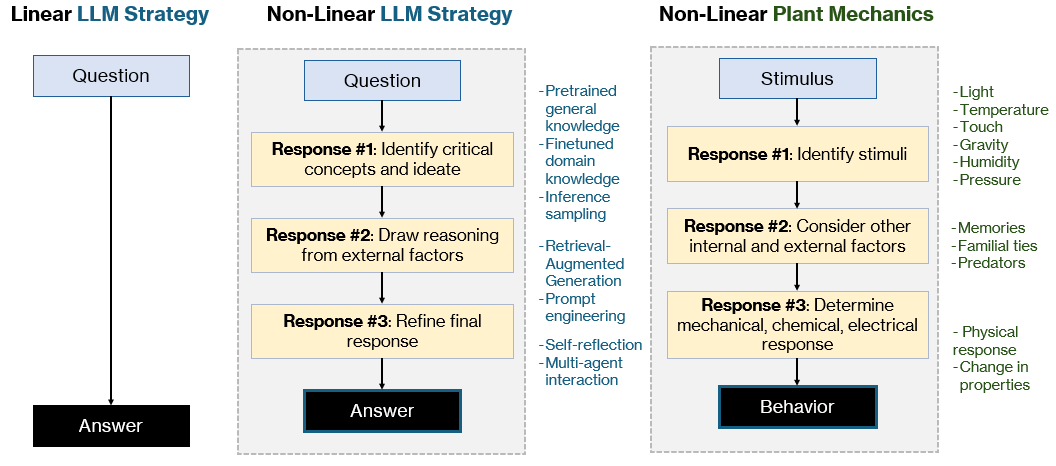 Linear LLM Strategy
Question
Answer
Non-Linear LLM Strategy
Question
Response #1: Identify critical
concepts and ideate
Response #2: Draw reasoning
from external factors
Response #3: Refine final
response
Answer
-Pretrained
general
knowledge
-Finetuned
domain
knowledge
-Inference
sampling
-Retrieval-
Augmented
Generation
-Prompt
engineering
-Self-reflection
-Multi-agent
interaction
Non-Linear Plant Mechanics
Stimulus
Response #1: Identify stimuli
Response #2: Consider other
internal and external factors
Response #3: Determine
mechanical, chemical, electrical
response
Behavior
-Light
-Temperature
-Touch
-Gravity
-Humidity
-Pressure
-Memories
-Familial ties
-Predators
- Physical
response
-Change in
properties